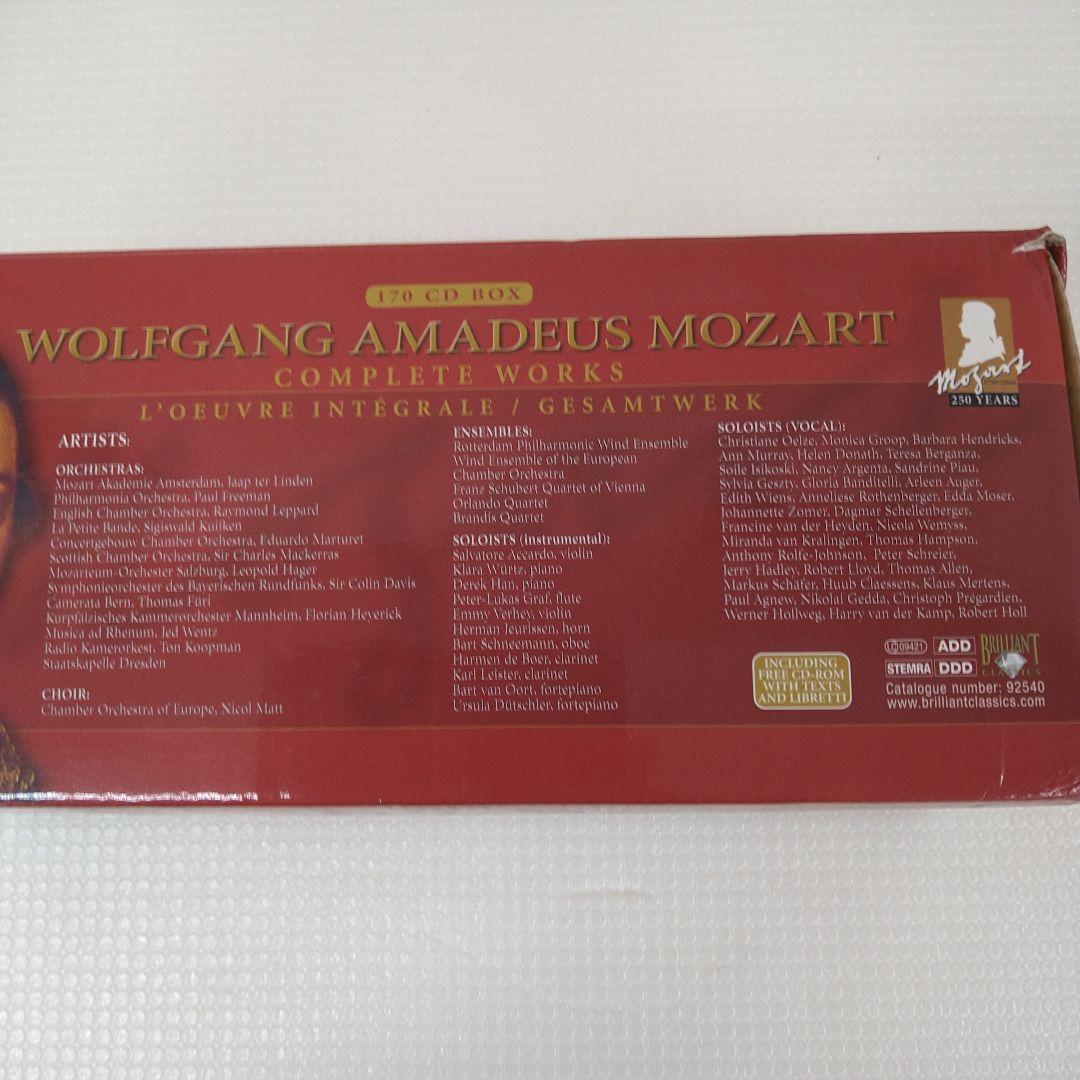 170 CD BOX
WOLFGANG AMADEUS MOZART
COMPLETE WORKS
L'OEUVRE INTÉGRALE / GESAMTWERK
Mozart
250 YEARS
ARTISTS:
ORCHESTRAS:
Mozart Akademie Amsterdam, Jaap ter Linden
Philharmonia Orchestra, Paul Freeman
English Chamber Orchestra, Raymond Leppard
La Petite Bande, Sigiswald Kuijken
Concertgebouw Chamber Orchestra, Eduardo Marturet
Scottish Chamber Orchestra, Sir Charles Mackerras
Mozarteum-Orchester Salzburg, Leopold Hager
Symphonieorchester des Bayerischen Rundfunks, Sir Colin Davis
Camerata Bern, Thomas Füri
Kurpfälzisches Kammerorchester Mannheim, Florian Heyerick
Musica ad Rhenum, Jed Wentz
Radio Kamerorkest, Ton Koopman
Staatskapelle Dresden
CHOIR:
Chamber Orchestra of Europe, Nicol Matt
ENSEMBLES:
Rotterdam Philharmonic Wind Ensemble
Wind Ensemble of the European
Chamber Orchestra
Franz Schubert Quartet of Vienna
Orlando Quartet
Brandis Quartet
SOLOISTS (instrumental):
Salvatore Accardo, violin
Klára Würtz, piano
Derek Han, piano
Peter-Lukas Graf, flute
Emmy Verhey, violin
Herman Jeurissen, horn
Bart Schneemann, oboe
Harmen de Boer, clarinet
Karl Leister, clarinet
Bart van Oort, fortepiano
Ursula Dütschler, fortepiano
SOLOISTS (VOCAL):
Christiane Oelze, Monica Groop, Barbara Hendricks,
Ann Murray, Helen Donath, Teresa Berganza,
Soile Isikoski, Nancy Argenta, Sandrine Piau,
Sylvia Geszty, Gloria Banditelli, Arleen Auger,
Edith Wiens, Anneliese Rothenberger, Edda Moser,
Johannette Zomer, Dagmar Schellenberger,
Francine van der Heyden, Nicola Wemyss,
Miranda van Kralingen, Thomas Hampson,
Anthony Rolfe-Johnson, Peter Schreier,
Jerry Hadley, Robert Lloyd, Thomas Allen,
Markus Schäfer, Huub Claessens, Klaus Mertens,
Paul Agnew, Nikolai Gedda, Christoph Prégardien,
Werner Hollweg, Harry van der Kamp, Robert Holl
INCLUDING
FREE CD-ROM
WITH TEXTS
AND LIBRETTI
LC 09421 ADD
STEMRA DDD
BRILLIANT
CLASSICS
Catalogue number: 92540
www.brilliantclassics.com